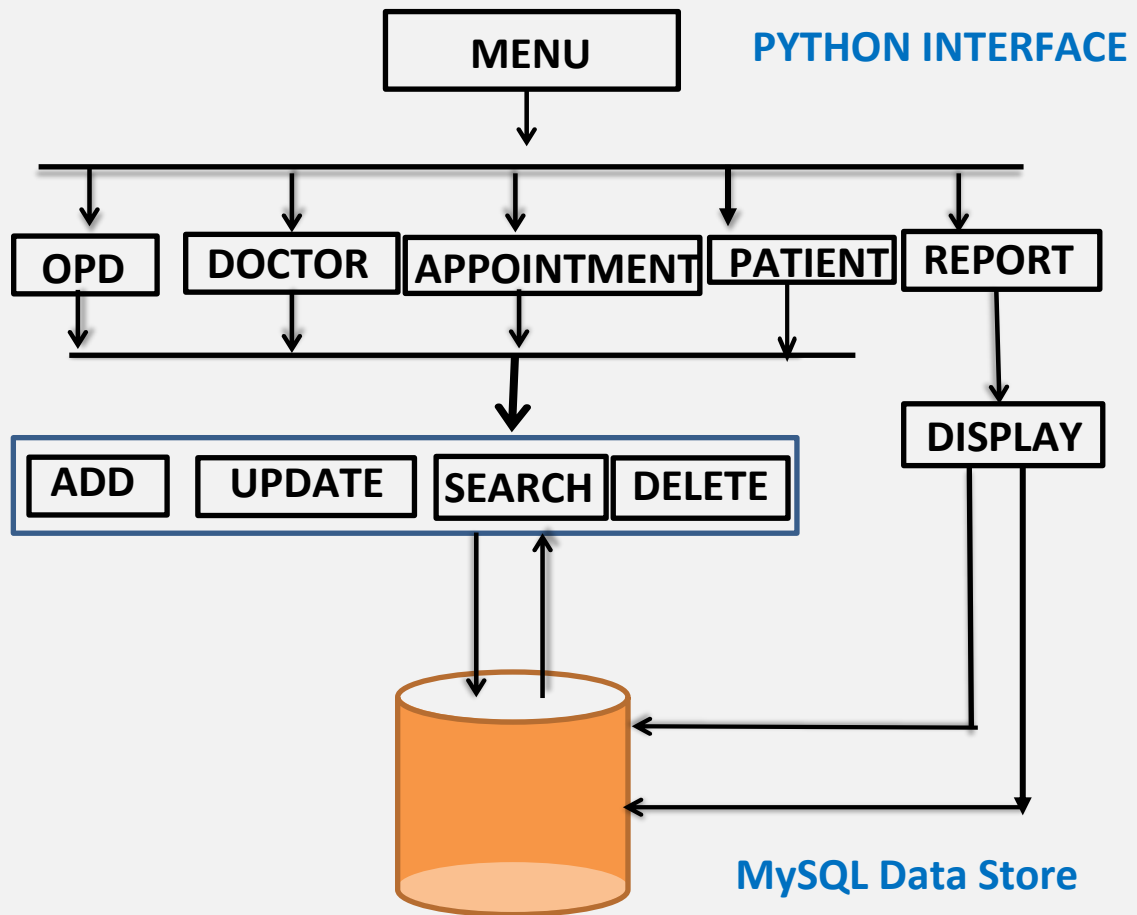 MENU
PYTHON INTERFACE
OPD
DOCTOR
APPOINTMENT
PATIENT
REPORT
DISPLAY
ADD
UPDATE
SEARCH
DELETE
MySQL Data Store